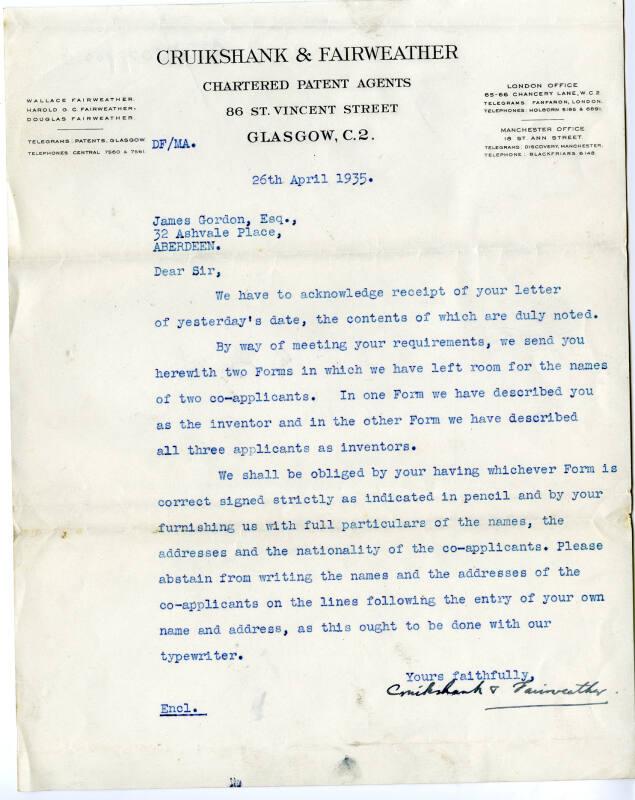 CRUIKSHANK & FAIRWEATHER
CHARTERED PATENT AGENTS
86 ST. VINCENT STREET
GLASGOW, C.2.
WALLACE FAIRWEATHER.
HAROLD G. C. FAIRWEATHER.
DOUGLAS FAIRWEATHER.
TELEGRAMS: PATENTS, GLASGOW
TELEPHONES CENTRAL 7560 & 7561.
LONDON OFFICE
65-66 CHANCERY LANE, W.C.2.
TELEGRAMS: FANFARON, LONDON.
TELEPHONES: HOLBORN 5185 & 6891.
MANCHESTER OFFICE
18 ST. ANN STREET.
TELEGRAMS: DISCOVERY, MANCHESTER.
TELEPHONE: BLACKFRIARS 6148.
DF/MA.
26th April 1935.
James Gordon, Esq.,
32 Ashvale Place,
ABERDEEN.
Dear Sir,
We have to acknowledge receipt of your letter
of yesterday's date, the contents of which are duly noted.
By way of meeting your requirements, we send you
herewith two Forms in which we have left room for the names
of two co-applicants. In one Form we have described you
as the inventor and in the other Form we have described
all three applicants as inventors.
We shall be obliged by your having whichever Form is
correct signed strictly as indicated in pencil and by your
furnishing us with full particulars of the names, the
addresses and the nationality of the co-applicants. Please
abstain from writing the names and the addresses of the
co-applicants on the lines following the entry of your own
name and address, as this ought to be done with our
typewriter.
Yours faithfully,
Cruikshank & Fairweather.
Encl.